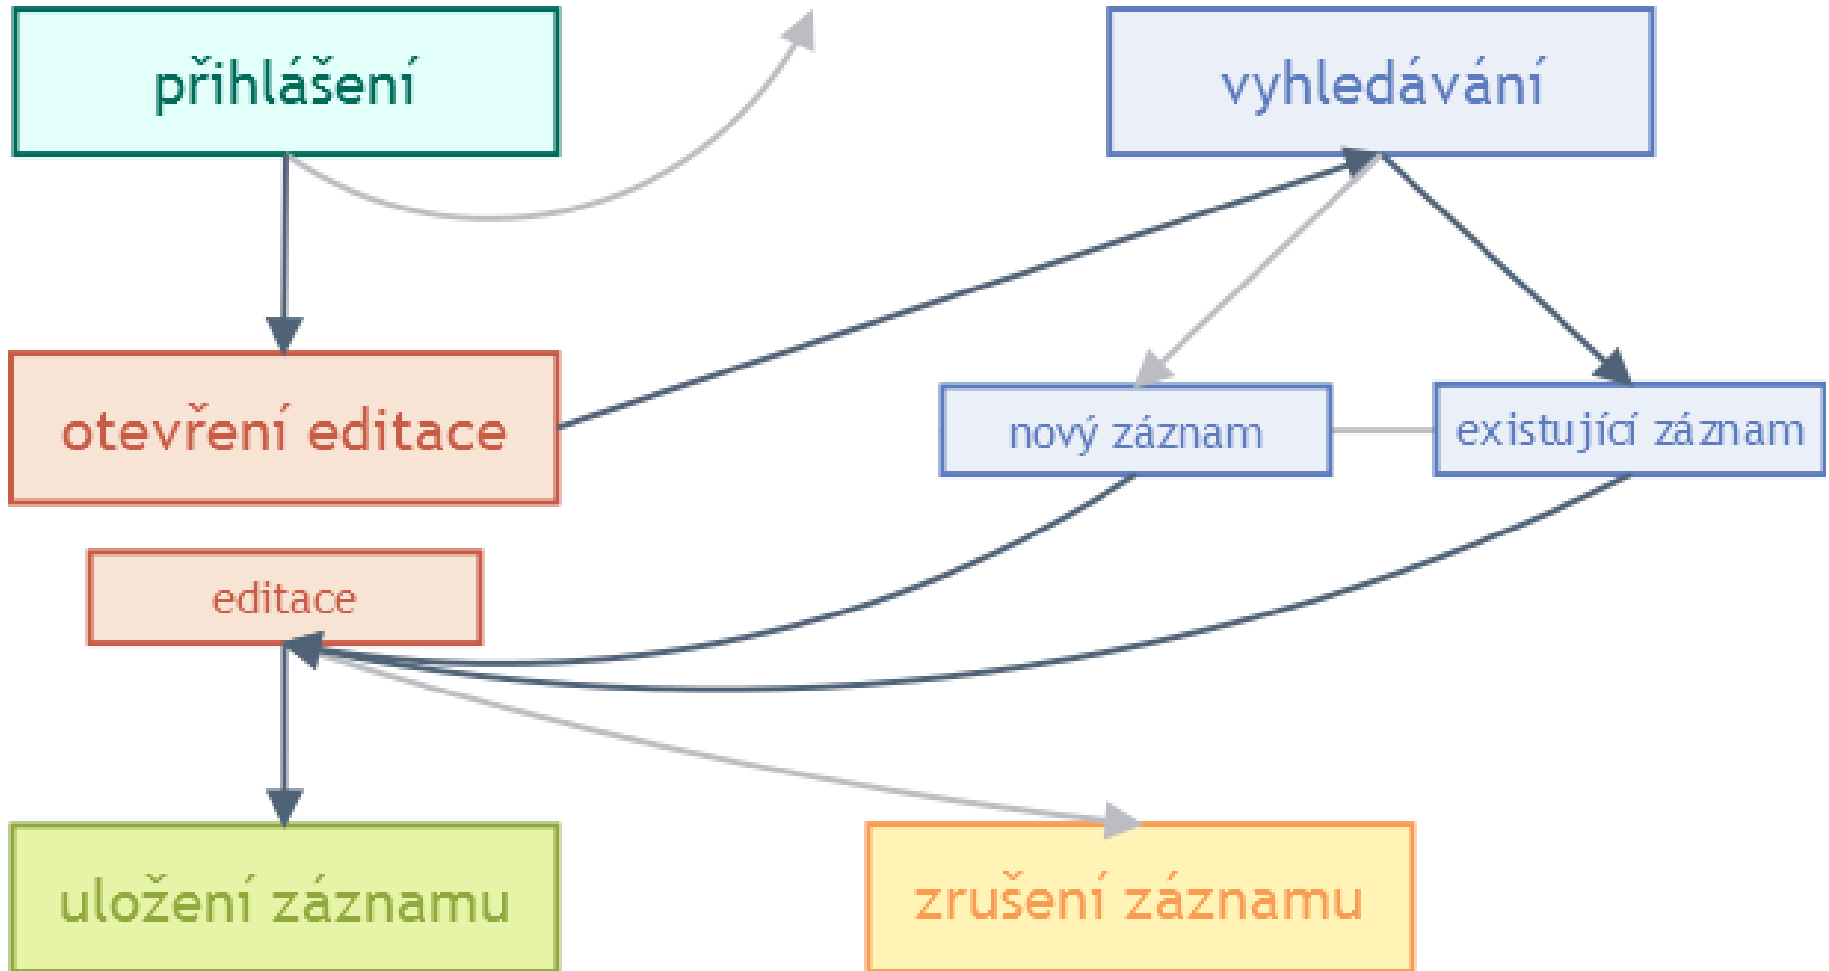 přihlášení
vyhledávání
otevření editace
nový záznam
existující záznam
editace
uložení záznamu
zrušení záznamu